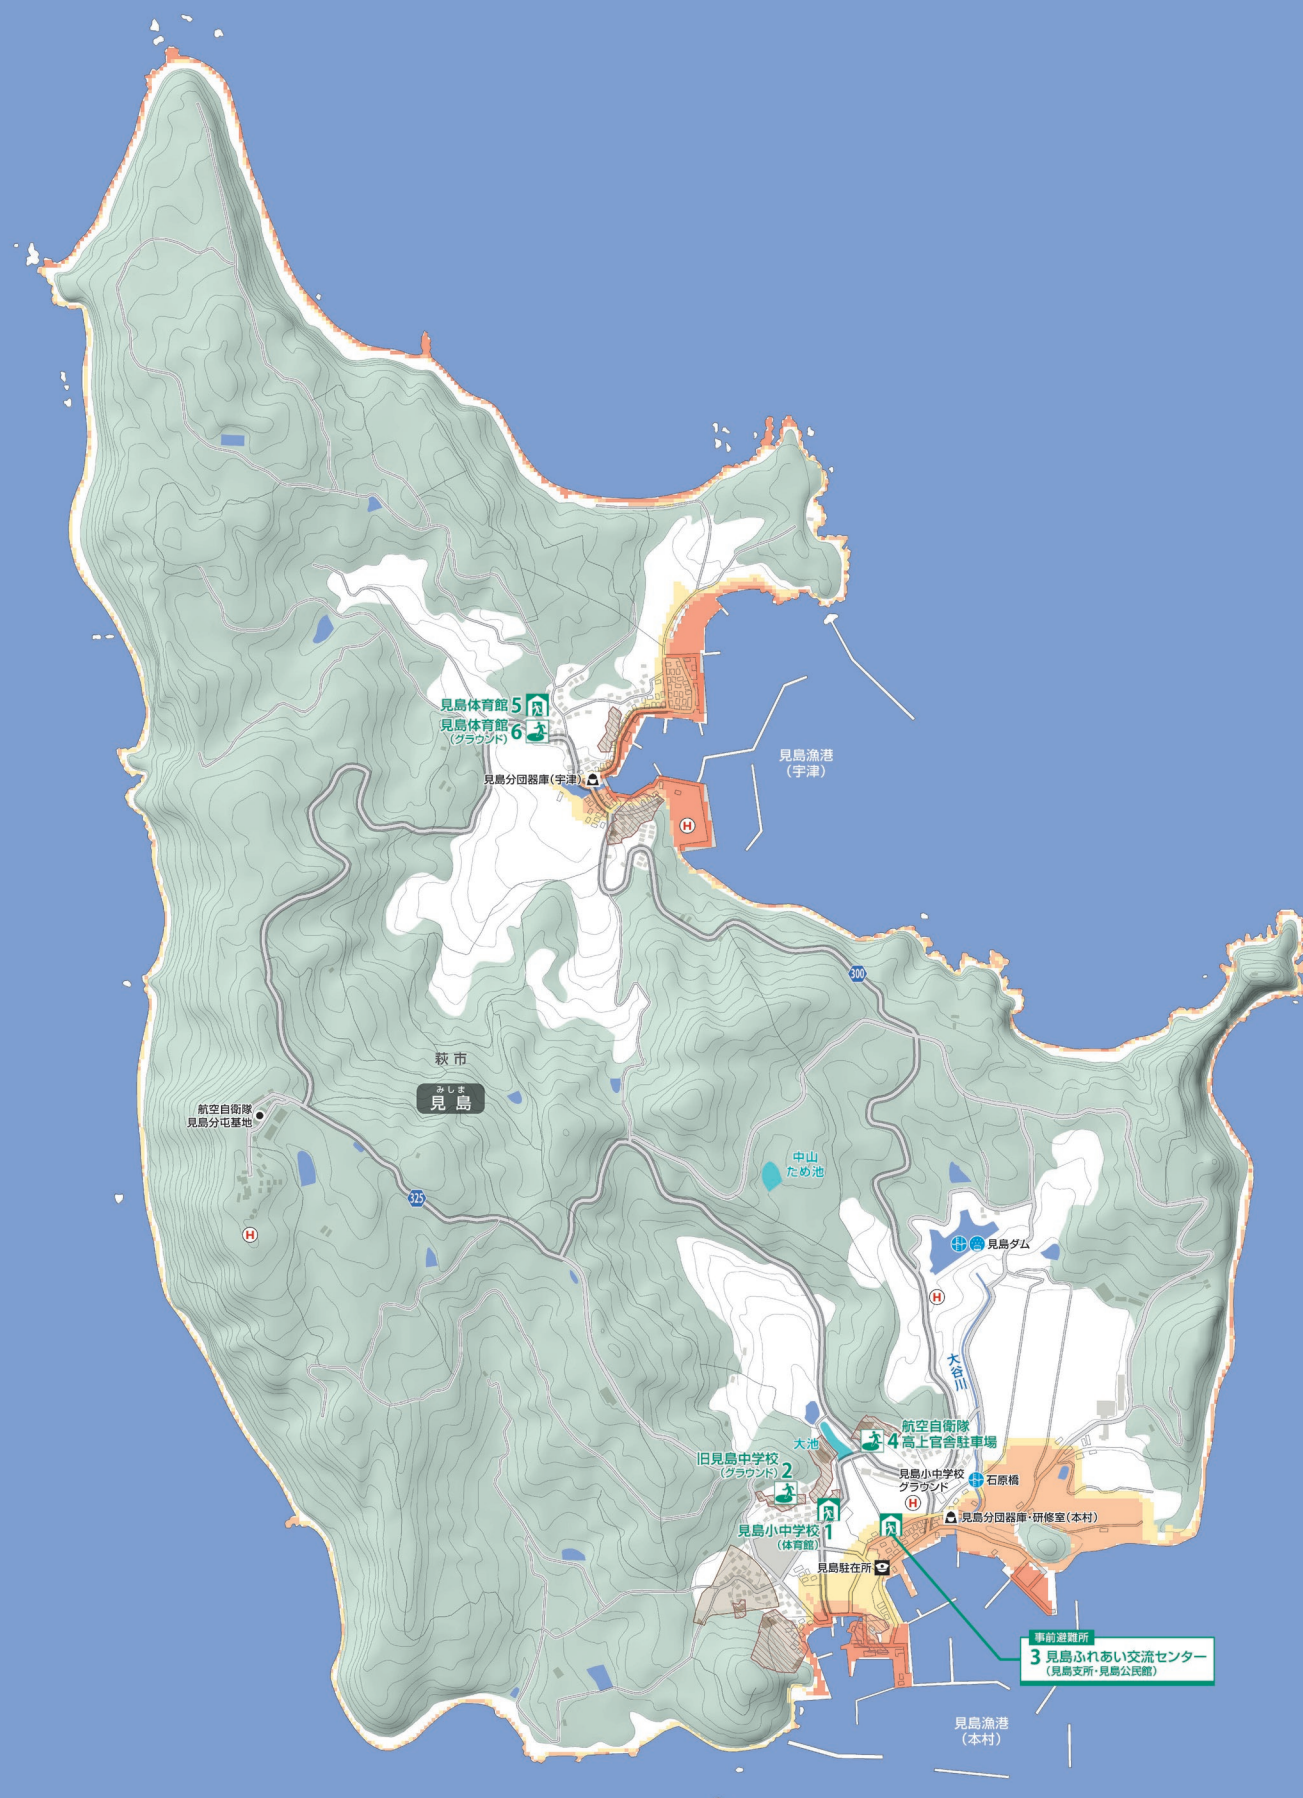 見島体育館 5
見島体育館
(グラウンド) 6
見島分団器庫(宇津)
見島漁港
(宇津)
H
300
萩市
みしま
見島
航空自衛隊
見島分屯基地
中山
ため池
325
H
見島ダム
H
大谷川
航空自衛隊
4 高上官舎駐車場
大池
旧見島中学校
(グラウンド) 2
見島小中学校
グラウンド
H
石原橋
見島分団器庫・研修室(本村)
見島小中学校 1
(体育館)
見島駐在所
事前避難所
3 見島ふれあい交流センター
(見島支所・見島公民館)
見島漁港
(本村)